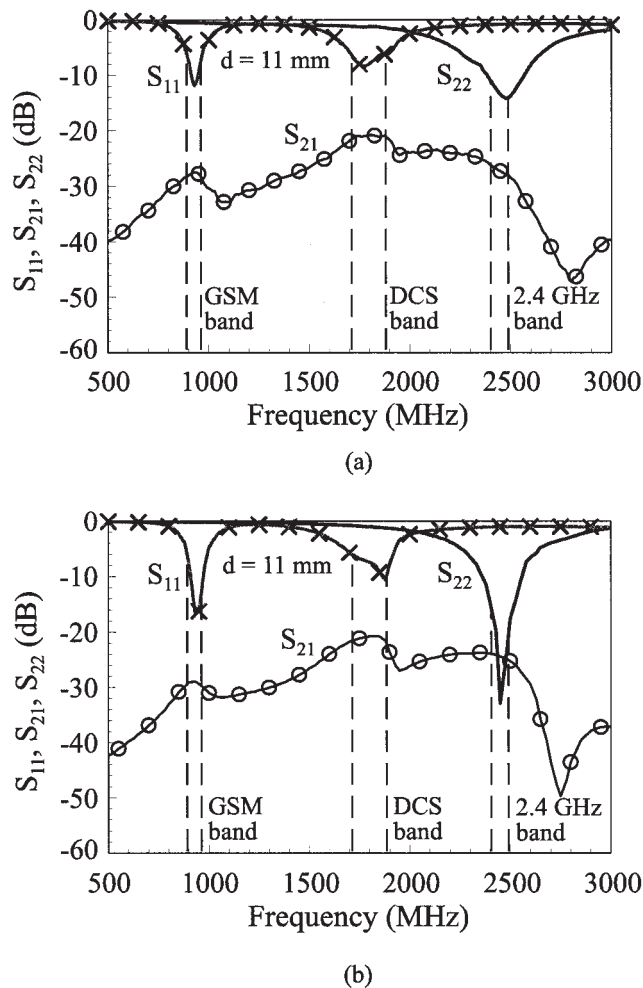 0
-10
-20
-30
-40
-50
-60
S11, S21, S22 (dB)
S11
d = 11 mm
S22
S21
GSM band
DCS band
2.4 GHz band
500 1000 1500 2000 2500 3000
Frequency (MHz)
(a)
0
-10
-20
-30
-40
-50
-60
S11, S21, S22 (dB)
S11
d = 11 mm
S22
S21
GSM band
DCS band
2.4 GHz band
500 1000 1500 2000 2500 3000
Frequency (MHz)
(b)